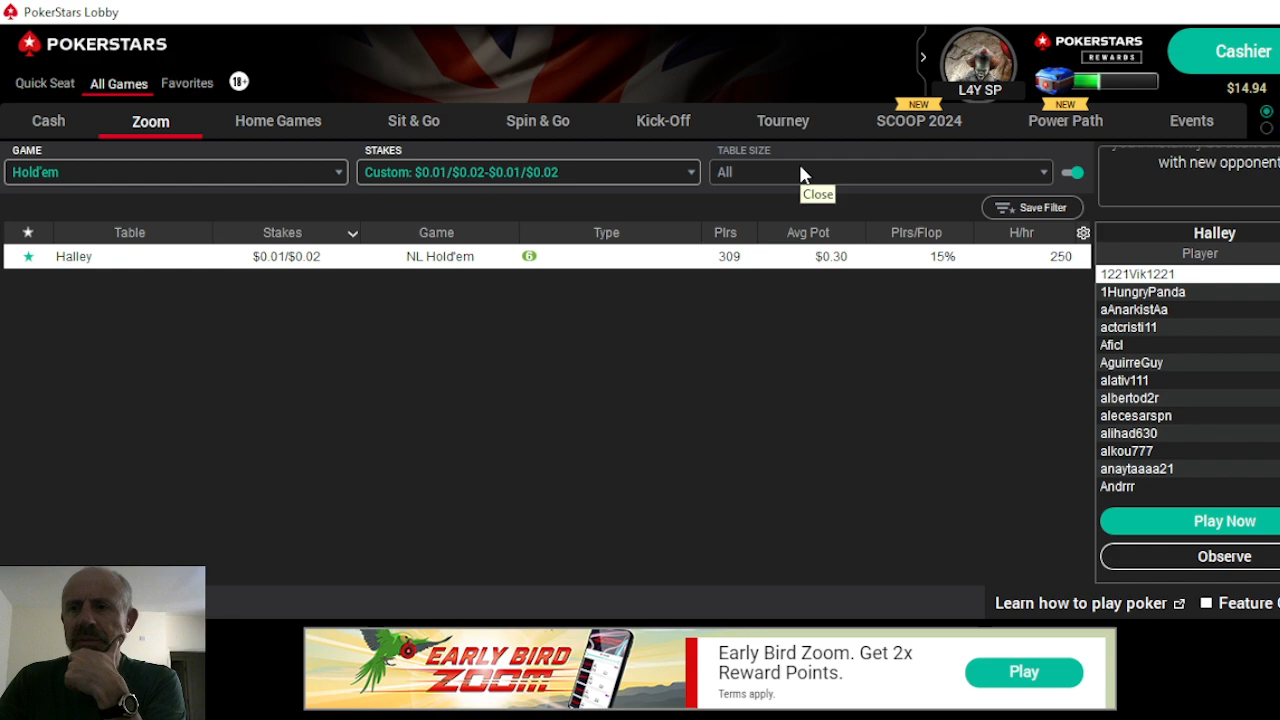 PokerStars Lobby
POKERSTARS
Quick Seat All Games Favorites 18+
L4Y SP
POKERSTARS
REWARDS
Cashier
$14.94
NEW NEW
Cash Zoom Home Games Sit & Go Spin & Go Kick-Off Tourney SCOOP 2024 Power Path Events
GAME STAKES TABLE SIZE
Hold'em Custom: $0.01/$0.02-$0.01/$0.02 All
Close
with new opponent
Save Filter
Table Stakes Game Type Plrs Avg Pot Plrs/Flop H/hr
Halley $0.01/$0.02 NL Hold'em 6 309 $0.30 15% 250
Halley
Player
1221Vik1221
1HungryPanda
aAnarkistAa
actcristi11
AguirreGuy
alativ111
albertod2r
alecesarspn
alihad630
alkou777
anaytaaaa21
Andrrr
Play Now
Observe
Learn how to play poker Feature
EARLY BIRD
ZOOM
Early Bird Zoom. Get 2x
Reward Points.
Terms apply.
Play